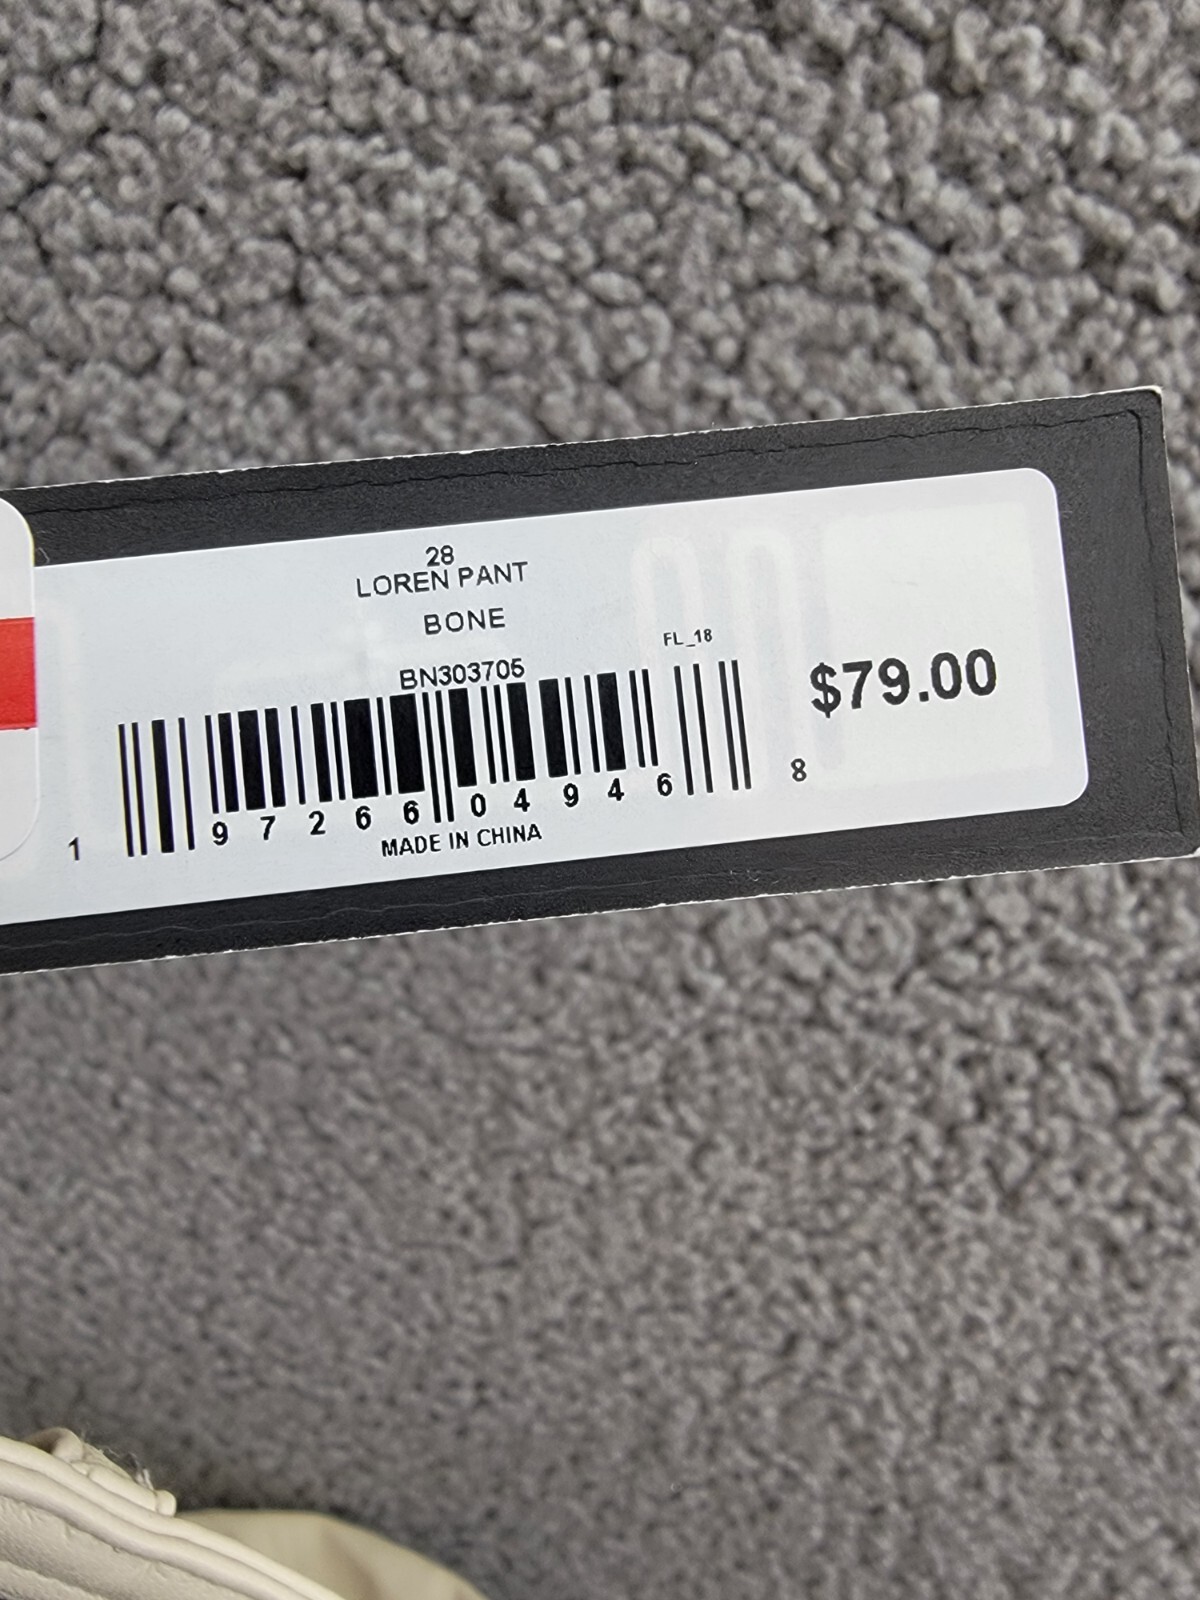 28
LOREN PANT
BONE
FL_18
BN303705
$79.00
1 97266 04946 8
MADE IN CHINA